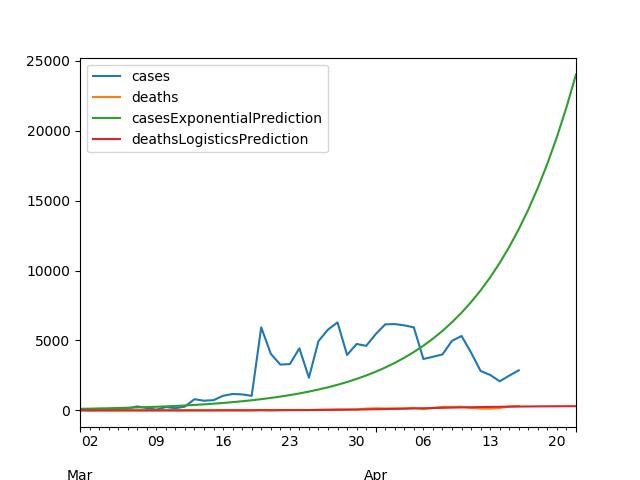 25000
20000
15000
10000
5000
0
cases
deaths
casesExponentialPrediction
deathsLogisticsPrediction
02 09 16 23 30 06 13 20
Mar Apr